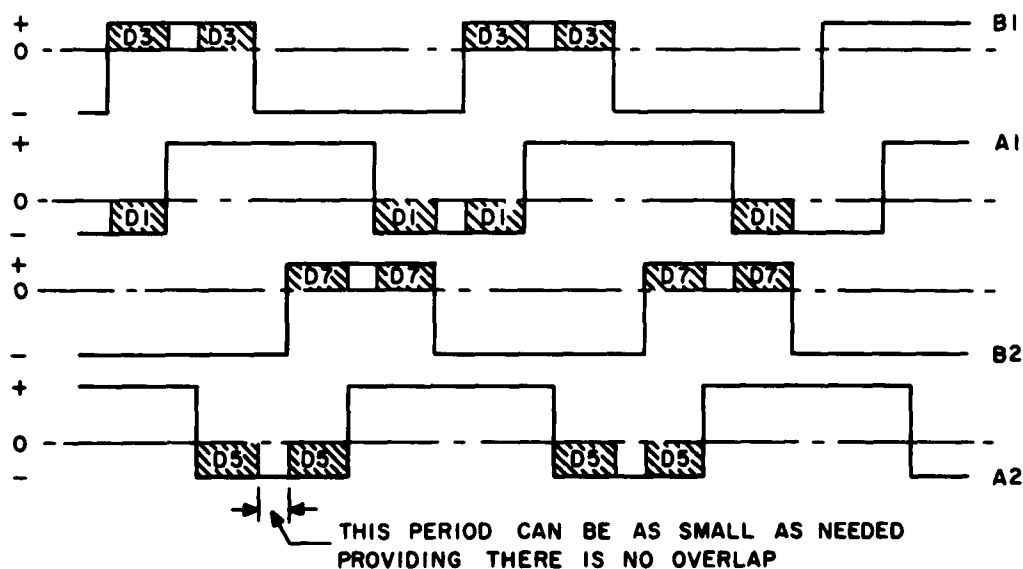 + D3 D3 D3 D3 B1
0
–
+ A1
0
– D1 D1 D1 D1
+ D7 D7 D7 D7
0
– B2
+
0
– D5 D5 D5 D5 A2
THIS PERIOD CAN BE AS SMALL AS NEEDED
PROVIDING THERE IS NO OVERLAP